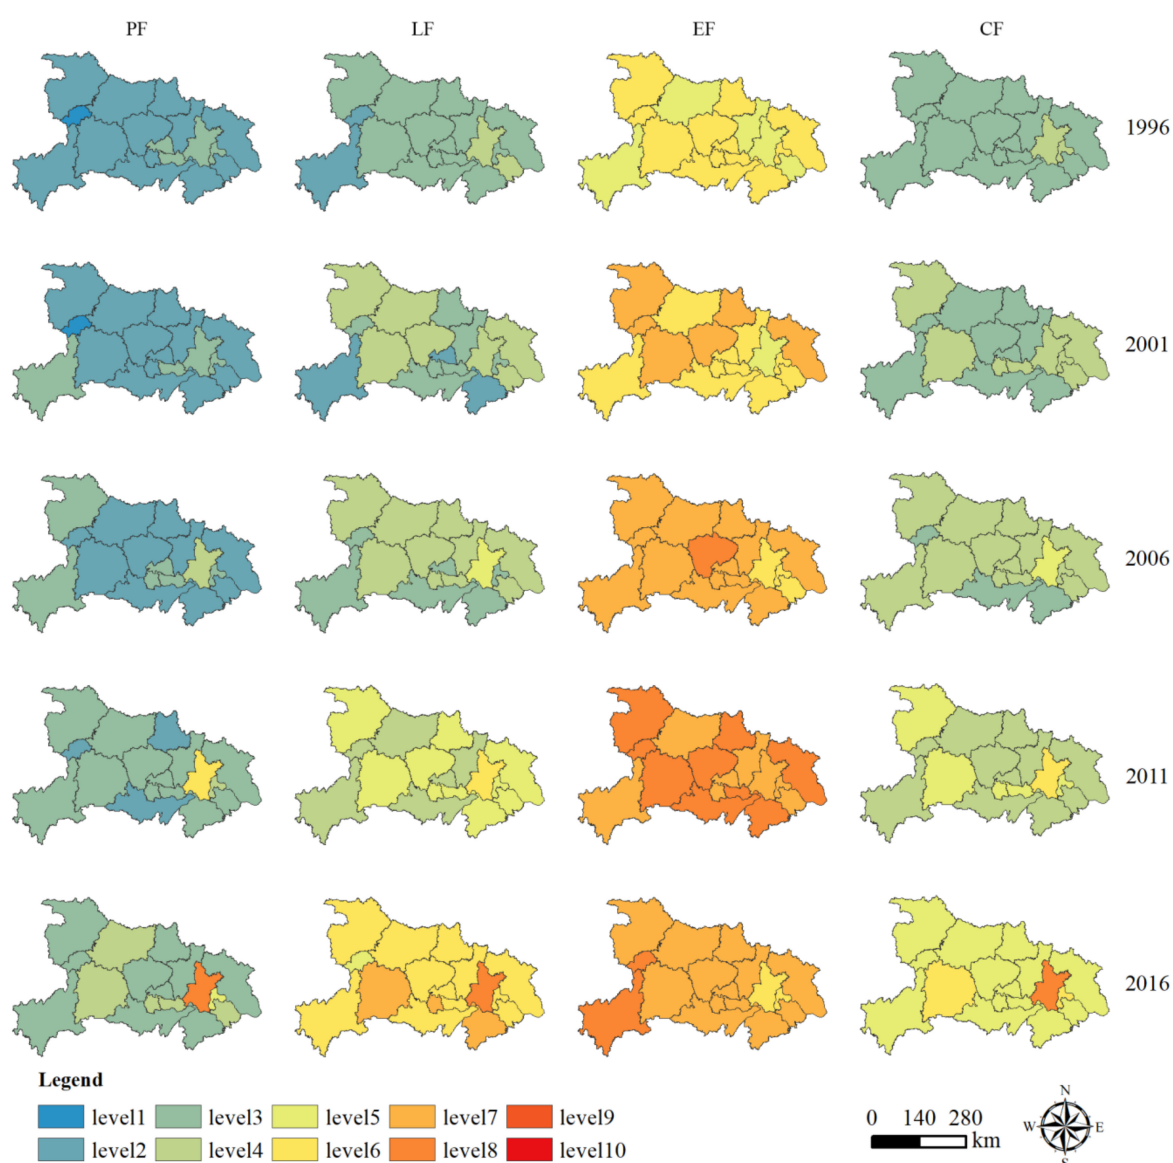 PF LF EF CF
1996
2001
2006
2011
2016
Legend
level1 level3 level5 level7 level9
level2 level4 level6 level8 level10
0 140 280
km
N
W E
S